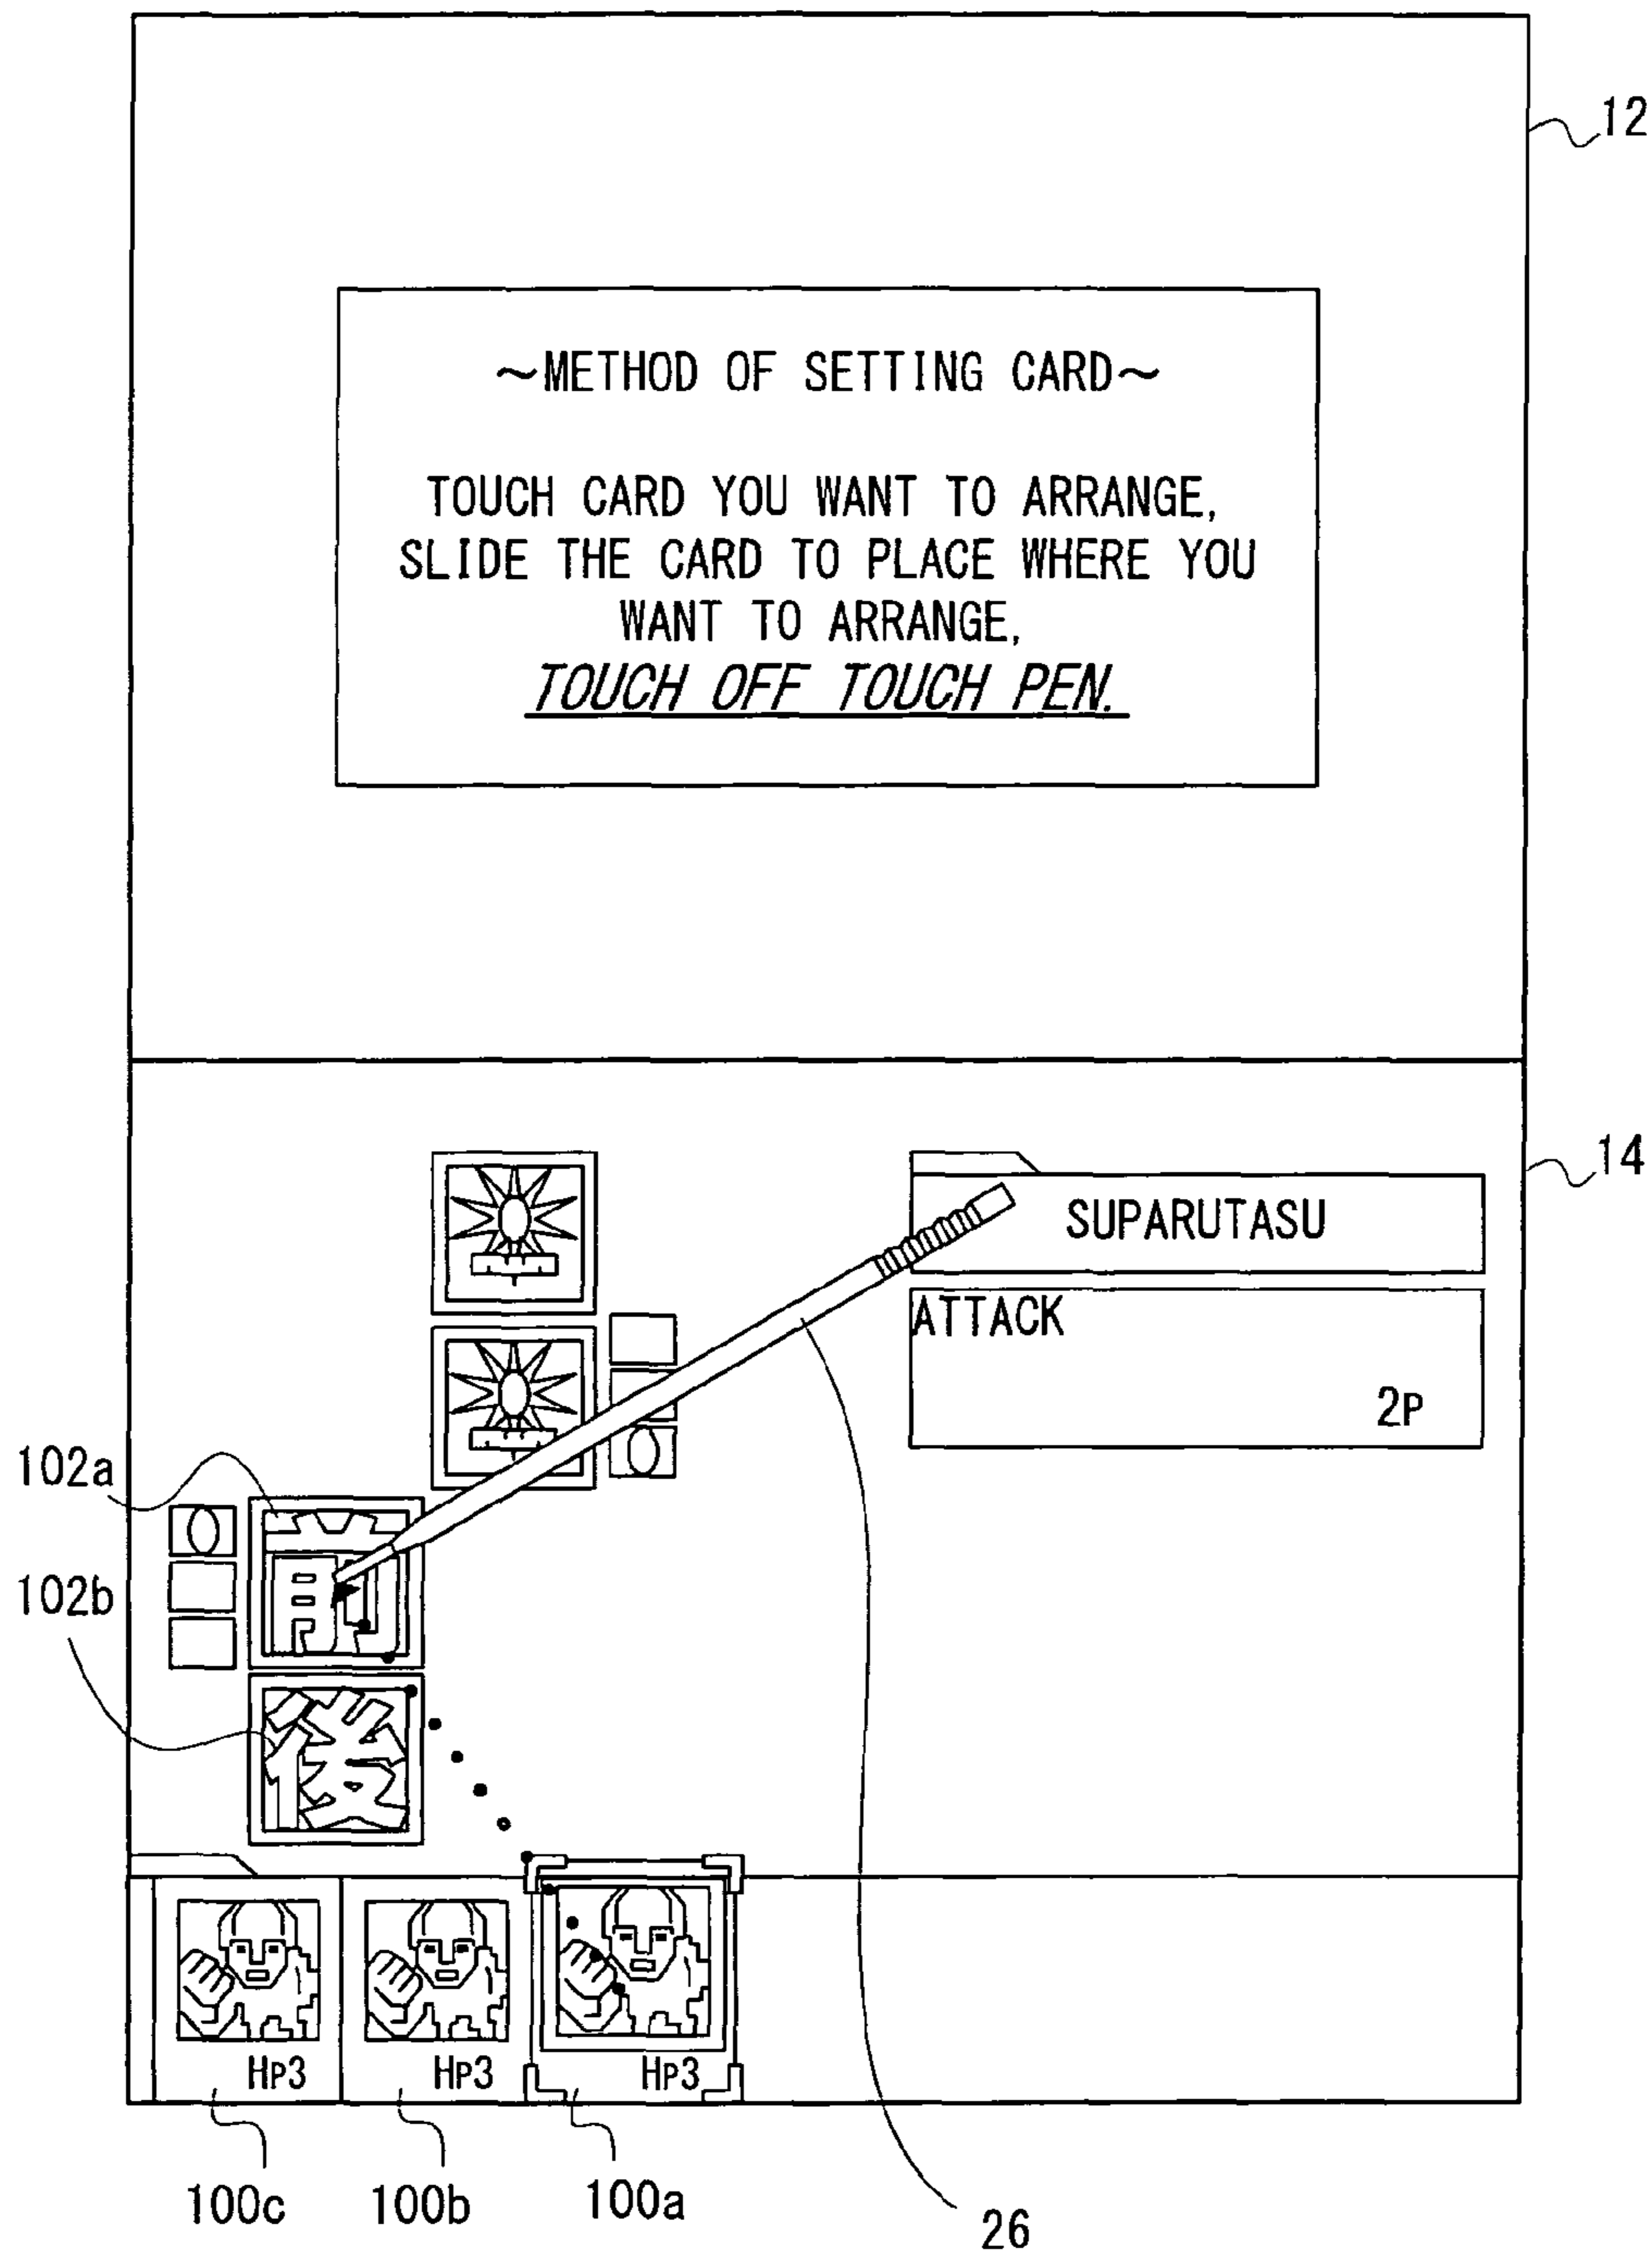 12
~METHOD OF SETTING CARD~
TOUCH CARD YOU WANT TO ARRANGE,
SLIDE THE CARD TO PLACE WHERE YOU
WANT TO ARRANGE,
TOUCH OFF TOUCH PEN.
14
SUPARUTASU
ATTACK
2P
102a
102b
HP3
HP3
HP3
100c
100b
100a
26